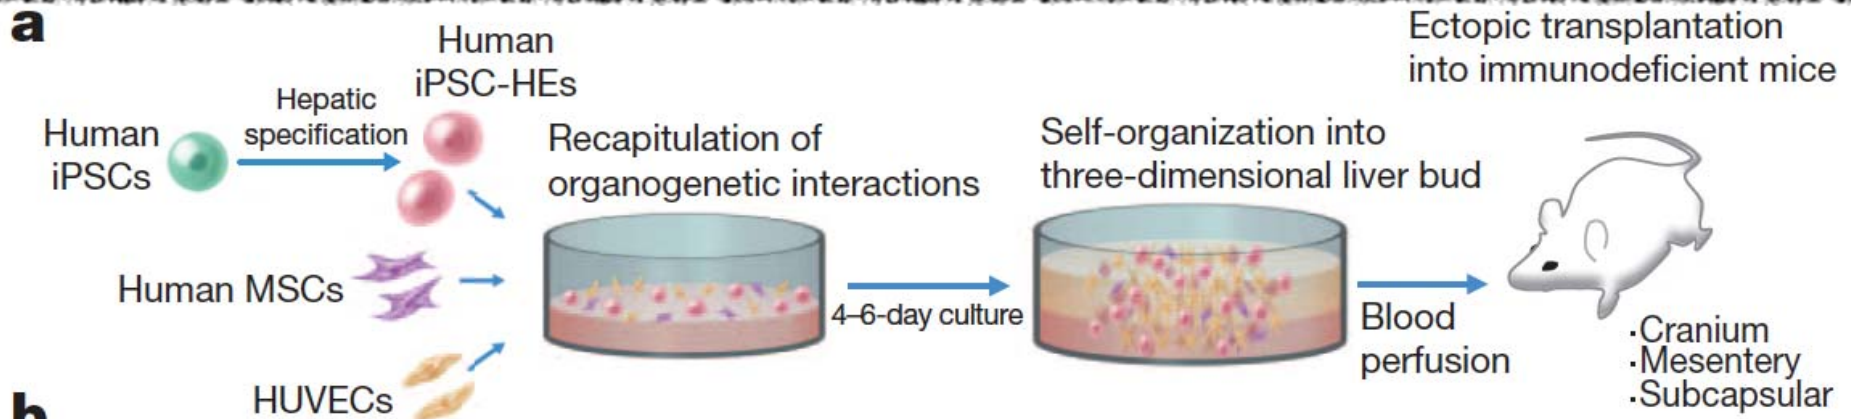 a
Human
iPSCs
Hepatic
specification
Human
iPSC-HEs
Human MSCs
HUVECs
Recapitulation of
organogenetic interactions
4–6-day culture
Self-organization into
three-dimensional liver bud
Blood
perfusion
Ectopic transplantation
into immunodeficient mice
·Cranium
·Mesentery
·Subcapsular
b